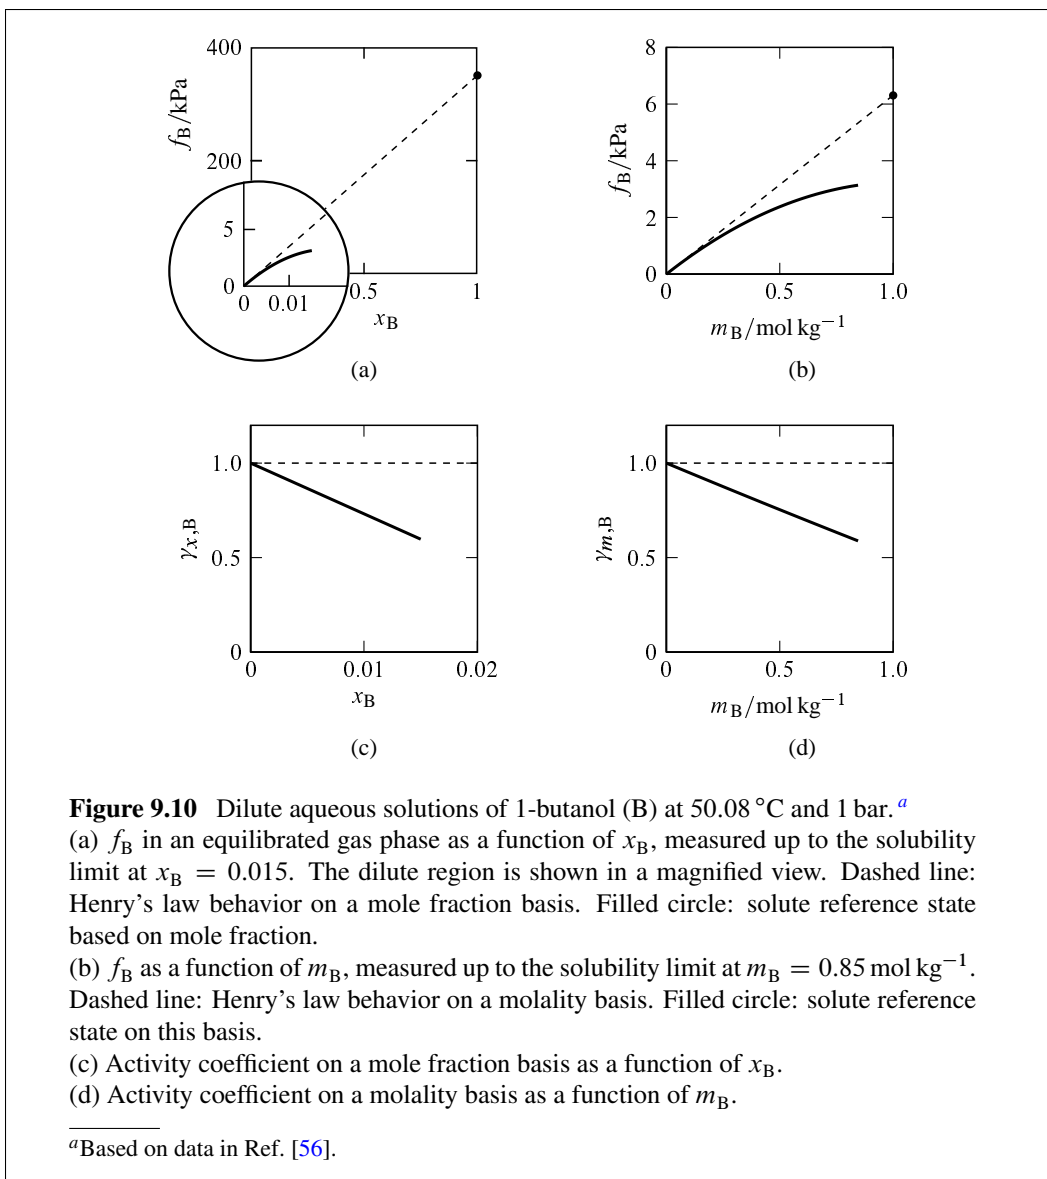 400
200
f_B/kPa
5
0
0 0.01 0.5 1
x_B
(a)
8
6
4
2
0
f_B/kPa
0 0.5 1.0
m_B/mol kg⁻¹
(b)
1.0
0.5
0
γ_x,B
0 0.01 0.02
x_B
(c)
1.0
0.5
0
γ_m,B
0 0.5 1.0
m_B/mol kg⁻¹
(d)
Figure 9.10 Dilute aqueous solutions of 1-butanol (B) at 50.08 °C and 1 bar. a
(a) f_B in an equilibrated gas phase as a function of x_B, measured up to the solubility
limit at x_B = 0.015. The dilute region is shown in a magnified view. Dashed line:
Henry's law behavior on a mole fraction basis. Filled circle: solute reference state
based on mole fraction.
(b) f_B as a function of m_B, measured up to the solubility limit at m_B = 0.85 mol kg⁻¹.
Dashed line: Henry's law behavior on a molality basis. Filled circle: solute reference
state on this basis.
(c) Activity coefficient on a mole fraction basis as a function of x_B.
(d) Activity coefficient on a molality basis as a function of m_B.
aBased on data in Ref. [56].